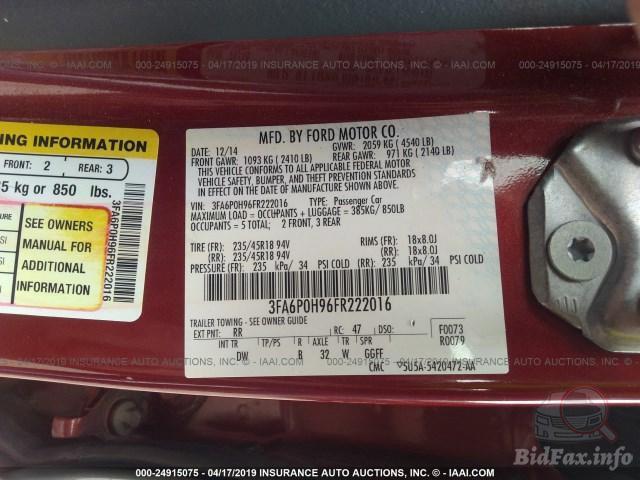 000-24915075 - 04/17/2019 INSURANCE AUTO AUCTIONS, INC. - IAAI.COM
ING INFORMATION
FRONT: 2 REAR: 3
5 kg or 850 lbs.
SEE OWNERS
MANUAL FOR
ADDITIONAL
INFORMATION
3FA6P0H96FR222016
MFD. BY FORD MOTOR CO.
DATE: 12/14 GVWR: 2059 KG (4540 LB)
FRONT GAWR: 1093 KG (2410 LB) REAR GAWR: 971 KG (2140 LB)
THIS VEHICLE CONFORMS TO ALL APPLICABLE FEDERAL MOTOR
VEHICLE SAFETY, BUMPER, AND THEFT PREVENTION STANDARDS
IN EFFECT ON THE DATE OF MANUFACTURE SHOWN ABOVE.
VIN: 3FA6P0H96FR222016 TYPE: Passenger Car
MAXIMUM LOAD = OCCUPANTS + LUGGAGE = 385KG / 850LB
OCCUPANTS = 5 TOTAL; 2 FRONT, 3 REAR
TIRE (FR): 235/45R18 94V RIMS (FR): 18x8.0J
(RR): 235/45R18 94V (RR): 18x8.0J
PRESSURE (FR): 235 kPa/ 34 PSI COLD (RR): 235 kPa/ 34 PSI COLD
3FA6P0H96FR222016
TRAILER TOWING - SEE OWNER GUIDE
EXT PNT: RR RC: 47 DSO: F0073
R0079
INT TR TP/PS R AXLE TR SPR
DW B 32 W GGFF
CMC 5U5A-5420472-AA
BidFax.info
000-24915075 - 04/17/2019 INSURANCE AUTO AUCTIONS, INC. - IAAI.COM